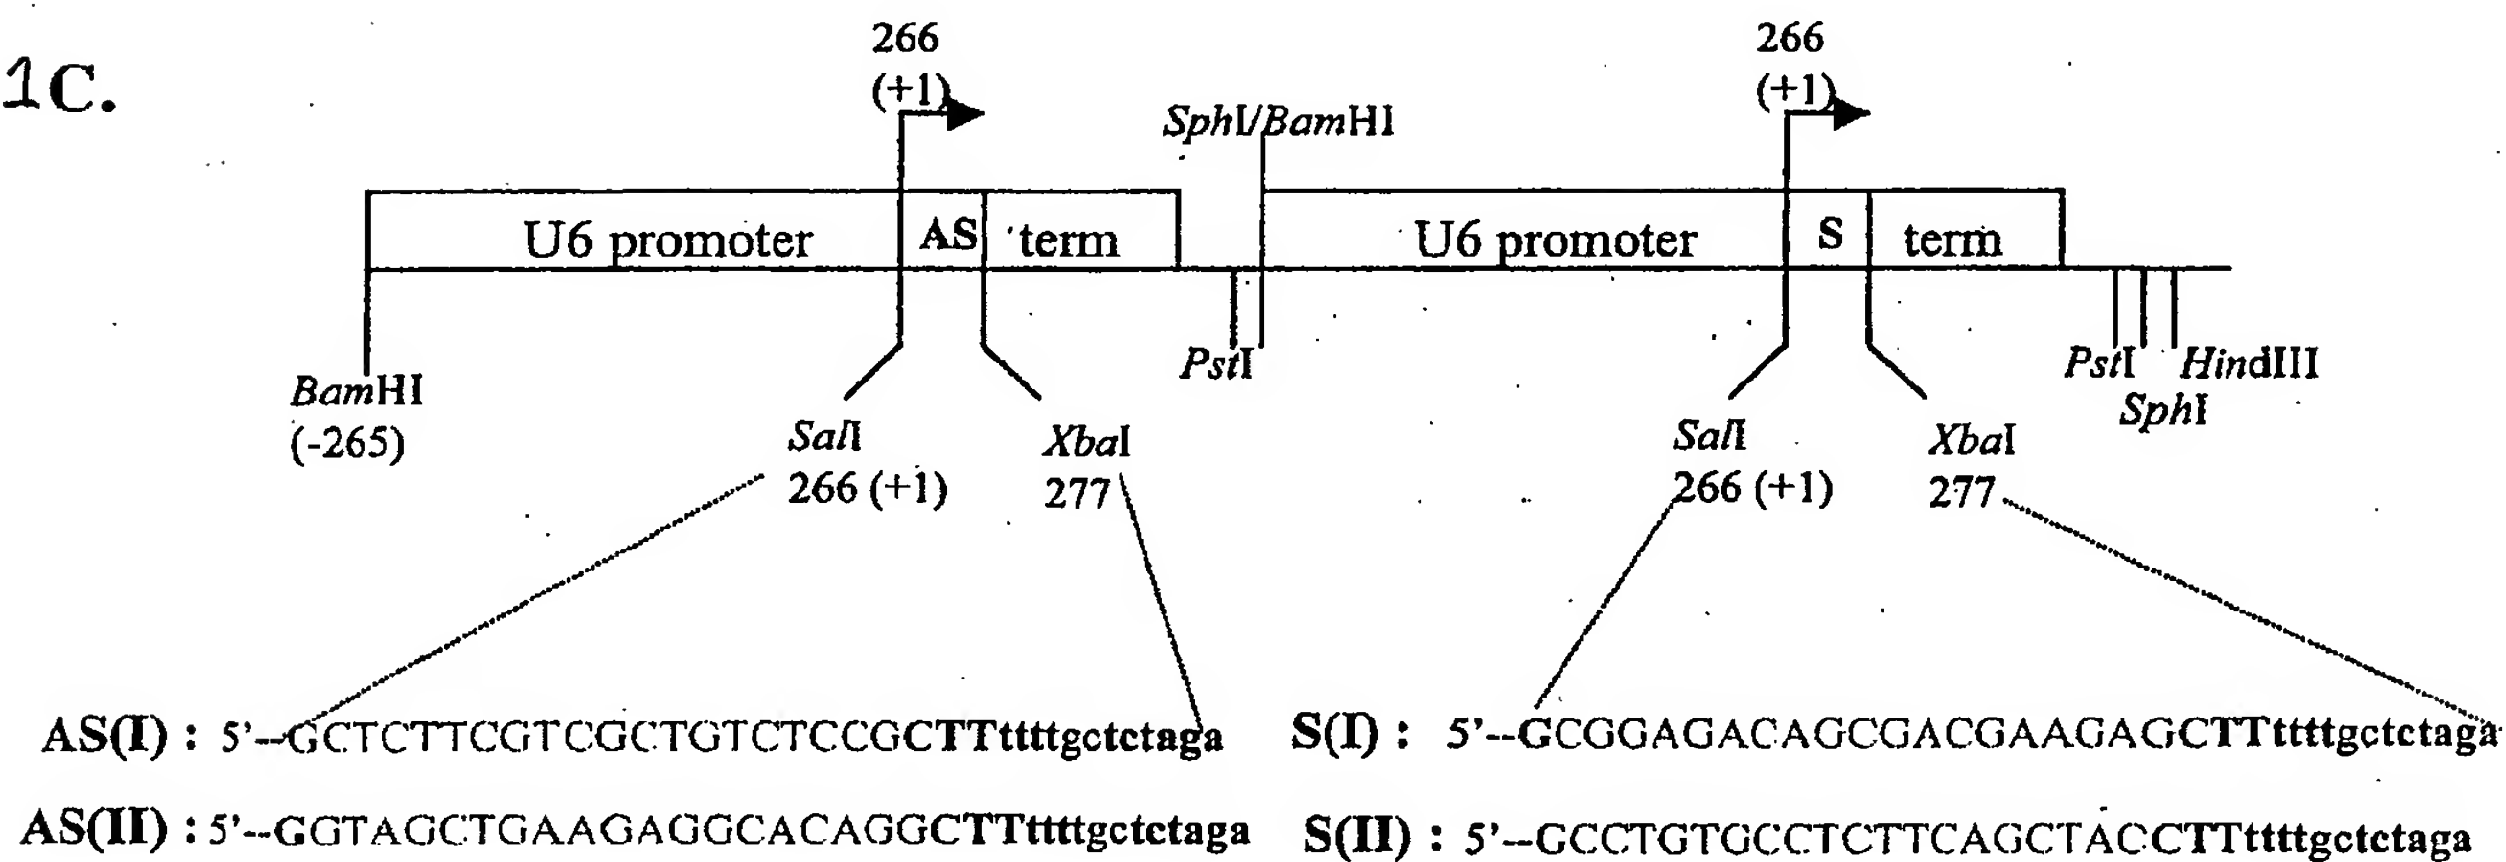 1C.
266 266
(+1) (+1)
SphI/BamHI
U6 promoter AS term U6 promoter S term
BamHI PstI PstI HindIII
(-265) SphI
SalI XbaI SalI XbaI
266 (+1) 277 266 (+1) 277
AS(I) : 5'--GCTCTTCGTCGCTGTCTCCGCTTttttgctctaga S(I) : 5'--GCGGAGACAGCGACGAAGAGCTTttttgctctaga
AS(II) : 5'--GGTAGCTGAAGAGGCACAGGCTTttttgctctaga S(II) : 5'--GCCTGTGCCTCTTCAGCTACCTTttttgctctaga